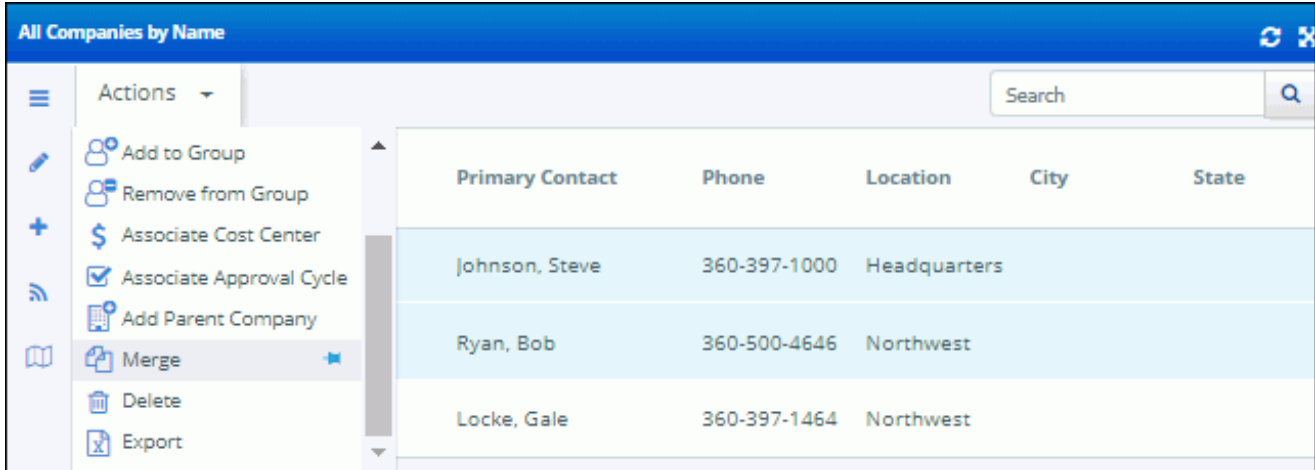 All Companies by Name
Actions
Search
Add to Group
Remove from Group
Associate Cost Center
Associate Approval Cycle
Add Parent Company
Merge
Delete
Export
Primary Contact Phone Location City State
Johnson, Steve 360-397-1000 Headquarters
Ryan, Bob 360-500-4646 Northwest
Locke, Gale 360-397-1464 Northwest